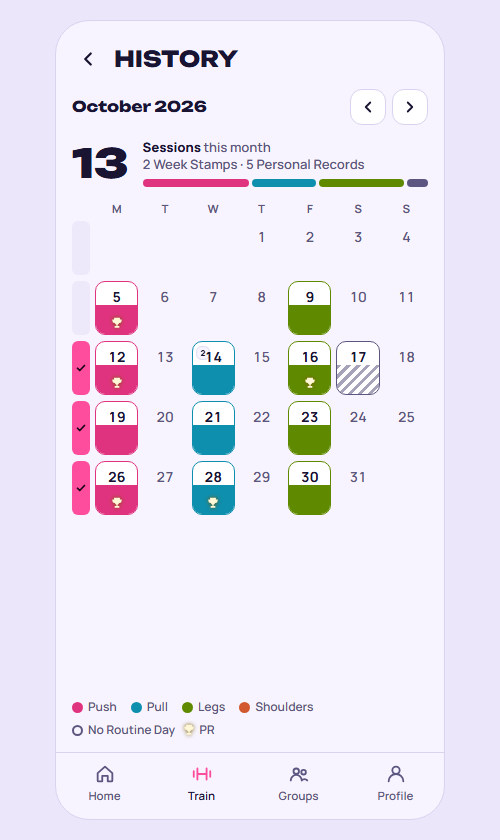 HISTORY
October 2026
13
Sessions this month
2 Week Stamps · 5 Personal Records
M T W T F S S
1 2 3 4
5 6 7 8 9 10 11
12 13 2 14 15 16 17 18
19 20 21 22 23 24 25
26 27 28 29 30 31
Push Pull Legs Shoulders
No Routine Day PR
Home Train Groups Profile